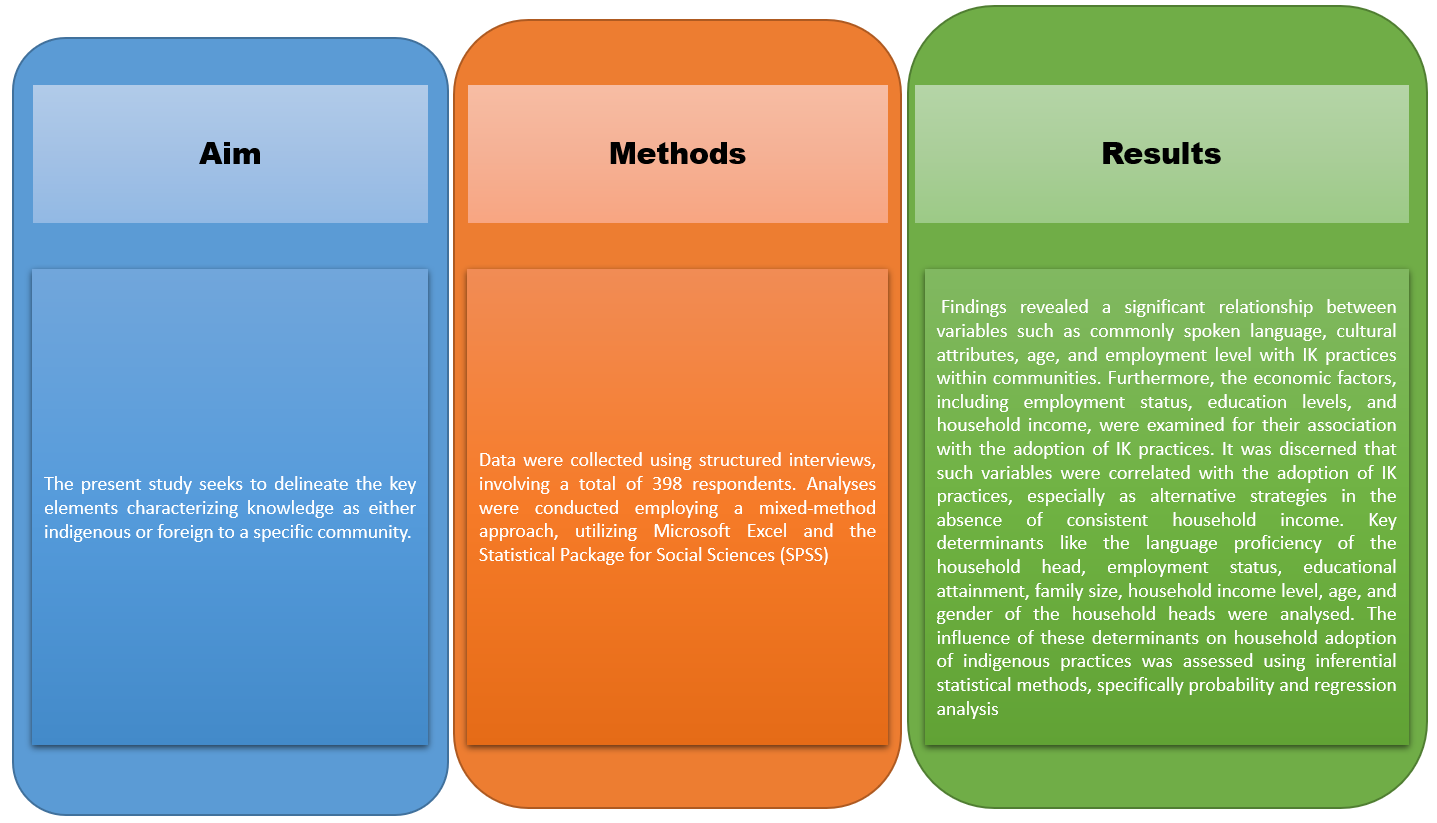 Aim
The present study seeks to delineate the key
elements characterizing knowledge as either
indigenous or foreign to a specific community.
Methods
Data were collected using structured interviews,
involving a total of 398 respondents. Analyses
were conducted employing a mixed-method
approach, utilizing Microsoft Excel and the
Statistical Package for Social Sciences (SPSS)
Results
Findings revealed a significant relationship between
variables such as commonly spoken language, cultural
attributes, age, and employment level with IK practices
within communities. Furthermore, the economic factors,
including employment status, education levels, and
household income, were examined for their association
with the adoption of IK practices. It was discerned that
such variables were correlated with the adoption of IK
practices, especially as alternative strategies in the
absence of consistent household income. Key
determinants like the language proficiency of the
household head, employment status, educational
attainment, family size, household income level, age, and
gender of the household heads were analysed. The
influence of these determinants on household adoption
of indigenous practices was assessed using inferential
statistical methods, specifically probability and regression
analysis